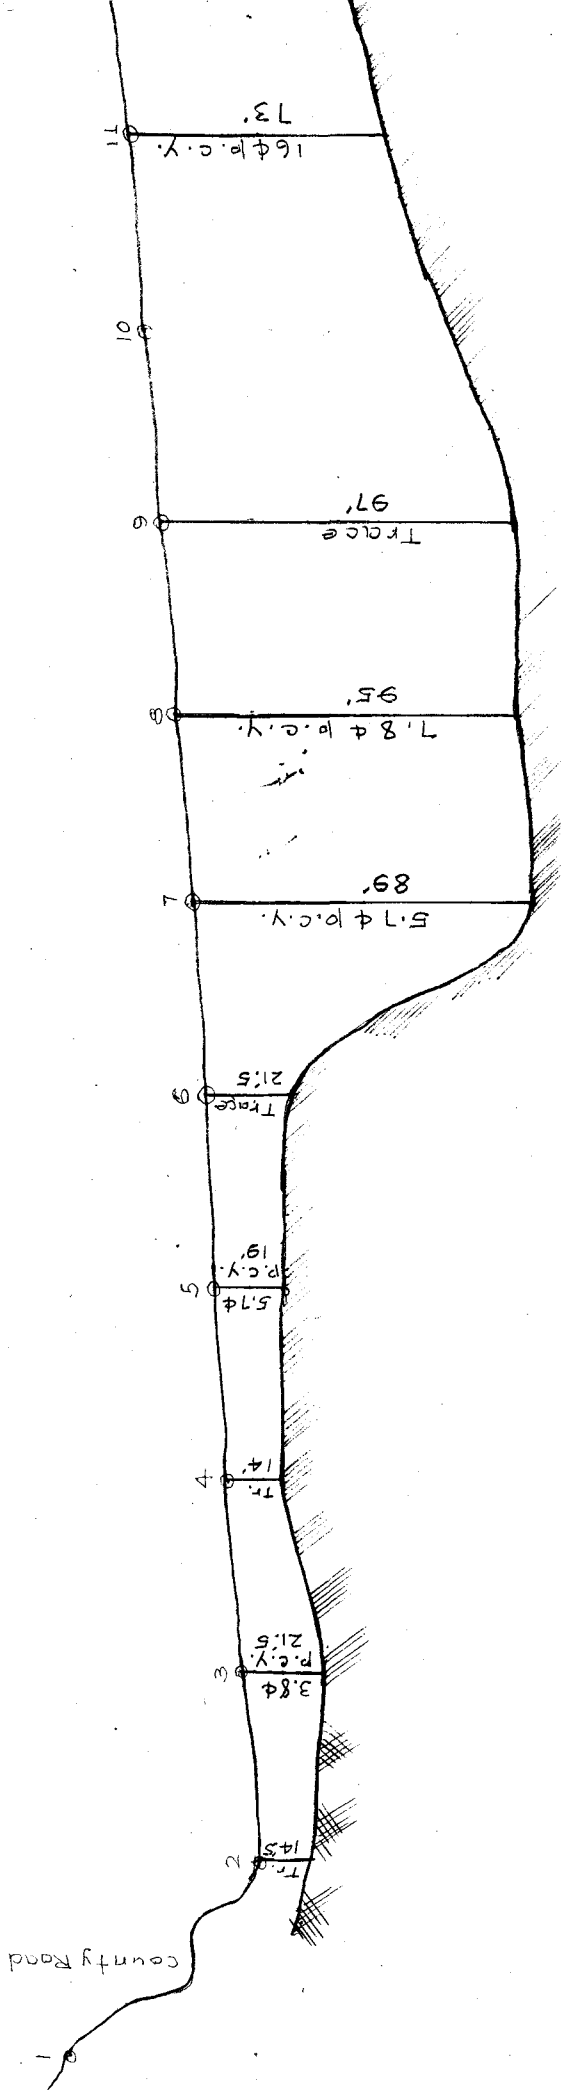 1
County Road
2
Tr.
14.'5
3
3.8¢
p.c.y.
21.'5
4
Tr.
14'
5
5.7¢
p.c.y.
19'
6
Trace
21.'5
7
5.7¢ p.c.y.
89'
8
7.8¢ p.c.y.
95'
9
Trace
97'
10
11
16¢ p.c.y.
73'